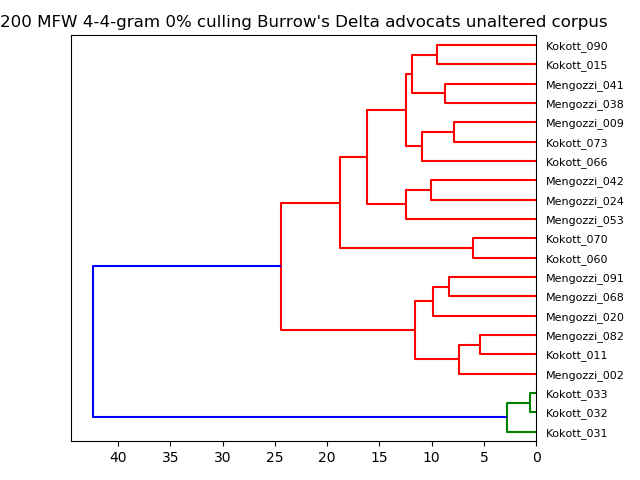 200 MFW 4-4-gram 0% culling Burrow's Delta advocats unaltered corpus
Kokott_090
Kokott_015
Mengozzi_041
Mengozzi_038
Mengozzi_009
Kokott_073
Kokott_066
Mengozzi_042
Mengozzi_024
Mengozzi_053
Kokott_070
Kokott_060
Mengozzi_091
Mengozzi_068
Mengozzi_020
Mengozzi_082
Kokott_011
Mengozzi_002
Kokott_033
Kokott_032
Kokott_031
40 35 30 25 20 15 10 5 0